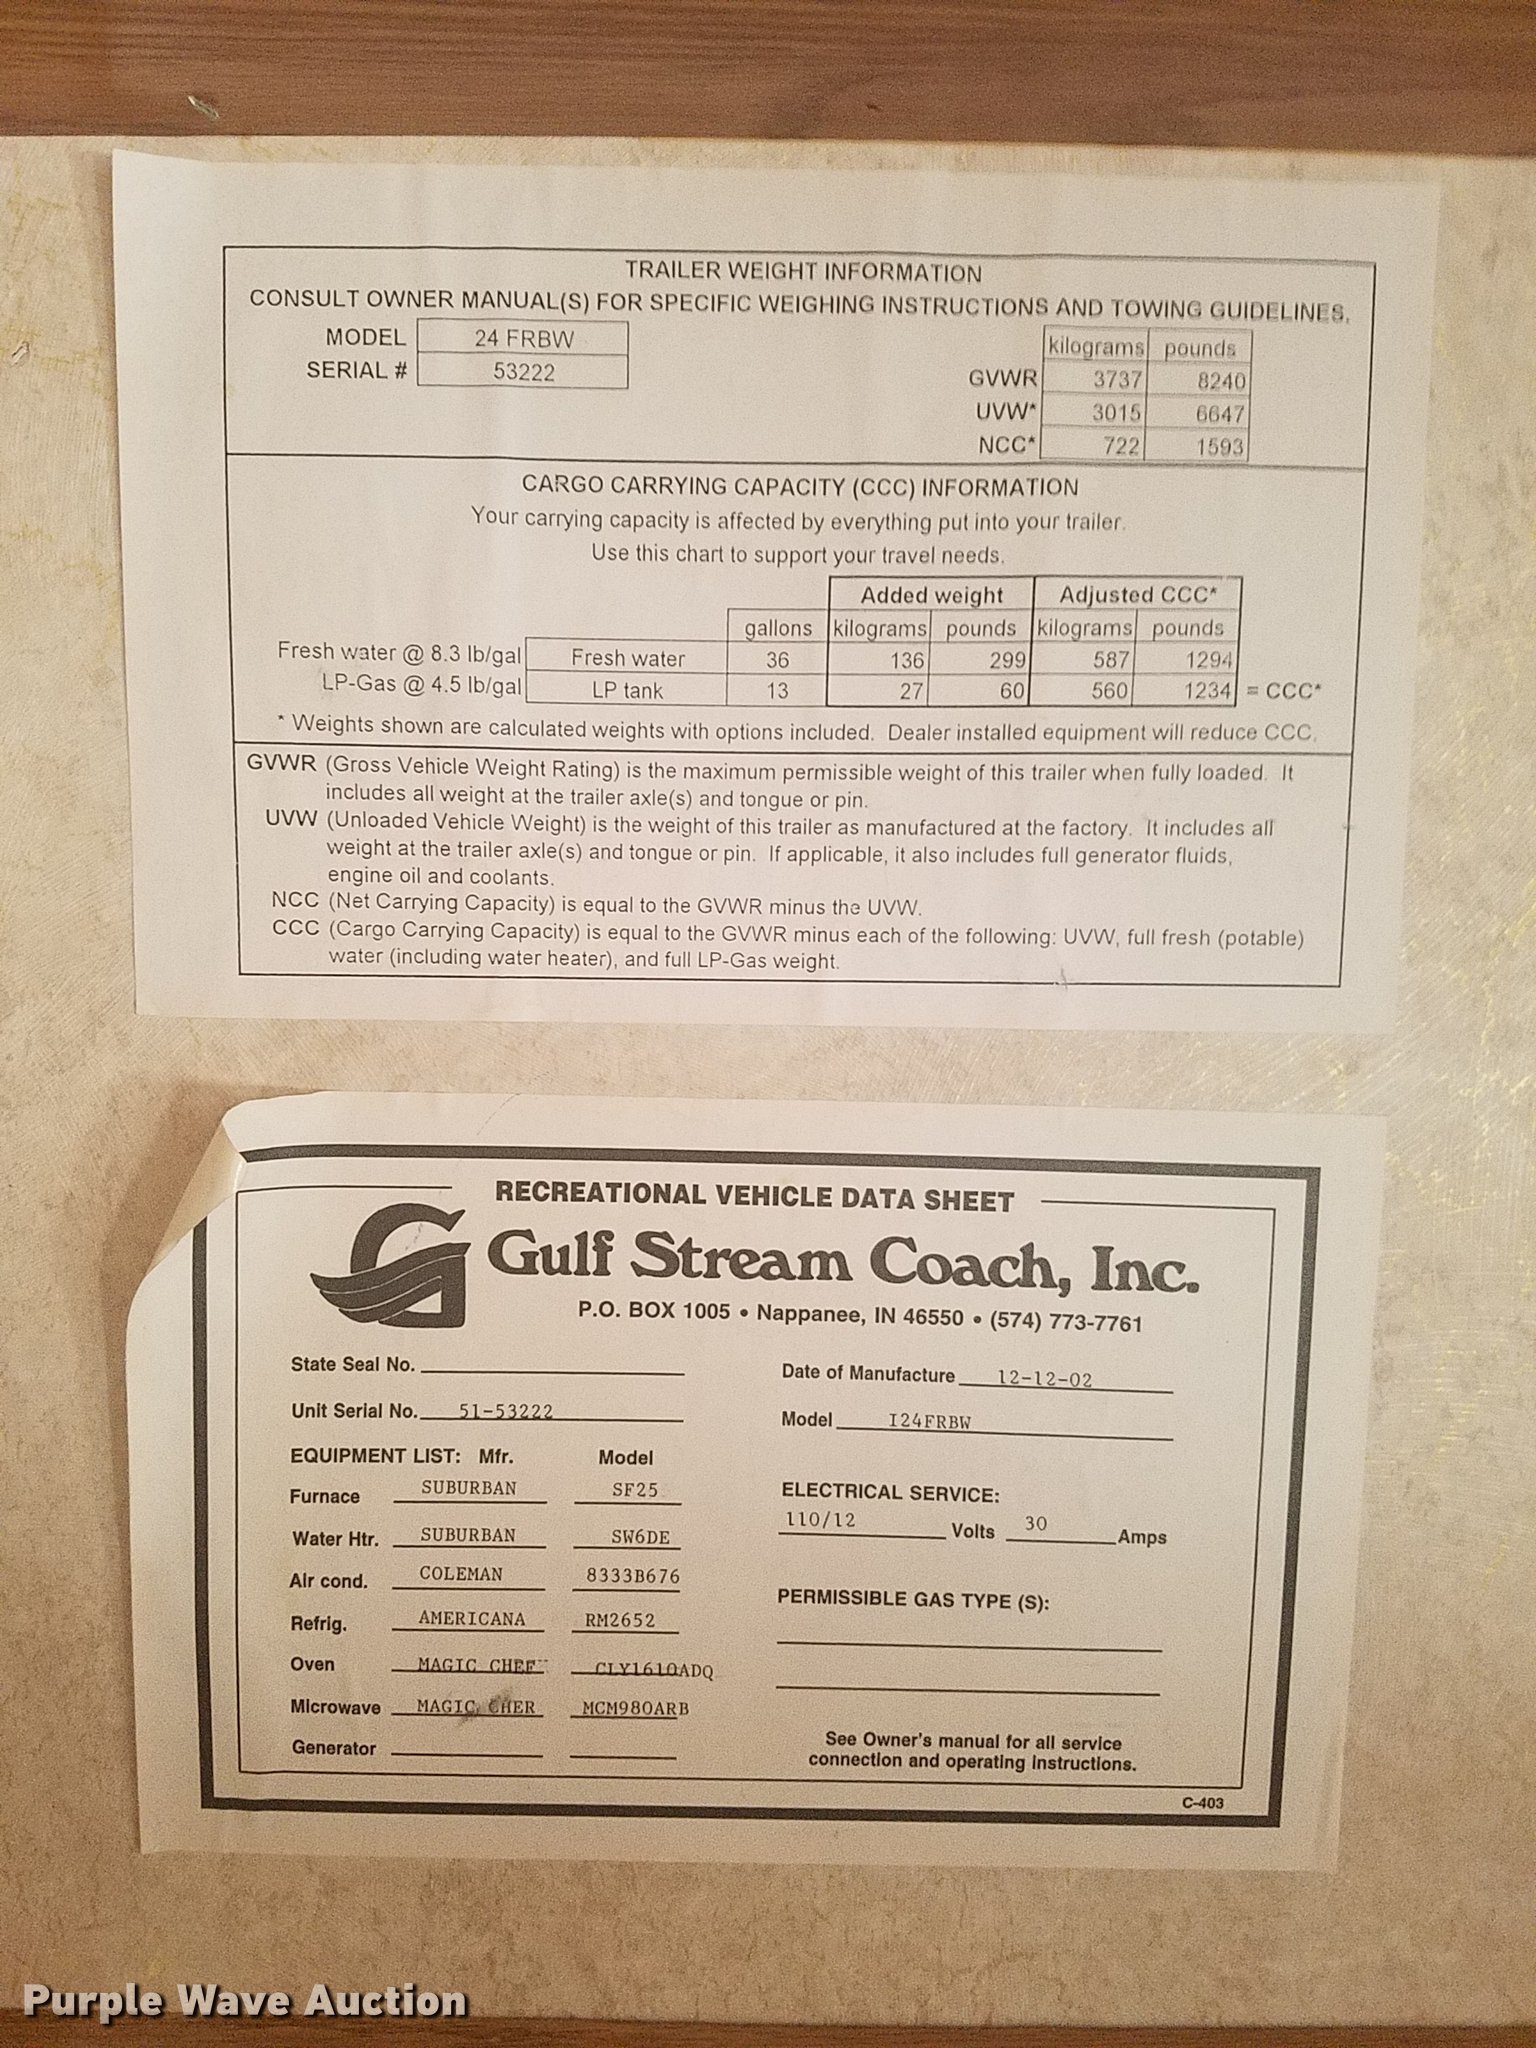 TRAILER WEIGHT INFORMATION
CONSULT OWNER MANUAL(S) FOR SPECIFIC WEIGHING INSTRUCTIONS AND TOWING GUIDELINES.
MODEL 24 FRBW
SERIAL # 53222
kilograms pounds
GVWR 3737 8240
UVW* 3015 6647
NCC* 722 1593
CARGO CARRYING CAPACITY (CCC) INFORMATION
Your carrying capacity is affected by everything put into your trailer.
Use this chart to support your travel needs.
Added weight Adjusted CCC*
gallons kilograms pounds kilograms pounds
Fresh water @ 8.3 lb/gal Fresh water 36 136 299 587 1294
LP-Gas @ 4.5 lb/gal LP tank 13 27 60 560 1234 = CCC*
* Weights shown are calculated weights with options included. Dealer installed equipment will reduce CCC.
GVWR (Gross Vehicle Weight Rating) is the maximum permissible weight of this trailer when fully loaded. It
includes all weight at the trailer axle(s) and tongue or pin.
UVW (Unloaded Vehicle Weight) is the weight of this trailer as manufactured at the factory. It includes all
weight at the trailer axle(s) and tongue or pin. If applicable, it also includes full generator fluids,
engine oil and coolants.
NCC (Net Carrying Capacity) is equal to the GVWR minus the UVW.
CCC (Cargo Carrying Capacity) is equal to the GVWR minus each of the following: UVW, full fresh (potable)
water (including water heater), and full LP-Gas weight.
RECREATIONAL VEHICLE DATA SHEET
Gulf Stream Coach, Inc.
P.O. BOX 1005 • Nappanee, IN 46550 • (574) 773-7761
State Seal No.
Date of Manufacture 12-12-02
Unit Serial No. 51-53222
Model I24FRBW
EQUIPMENT LIST: Mfr. Model
Furnace SUBURBAN SF25
Water Htr. SUBURBAN SW6DE
Air cond. COLEMAN 8333B676
Refrig. AMERICANA RM2652
Oven MAGIC CHEF CLY1610ADQ
Microwave MAGIC CHER MCM980ARB
Generator
ELECTRICAL SERVICE:
110/12 Volts 30 Amps
PERMISSIBLE GAS TYPE (S):
See Owner's manual for all service
connection and operating instructions.
C-403
Purple Wave Auction